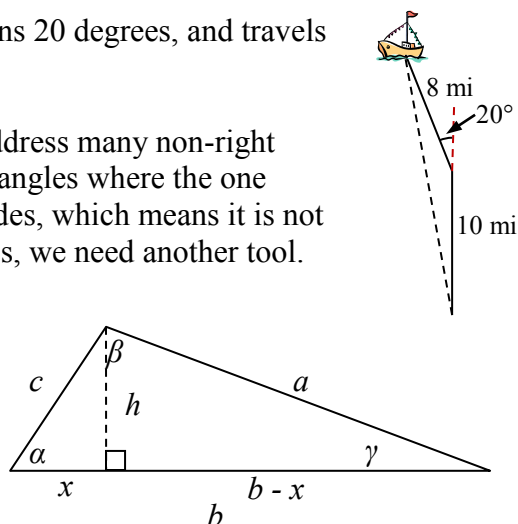 ns 20 degrees, and travels
8 mi
20°
ddress many non-right
angles where the one
des, which means it is not
s, we need another tool.
10 mi
β
c
a
h
α
γ
x
b - x
b